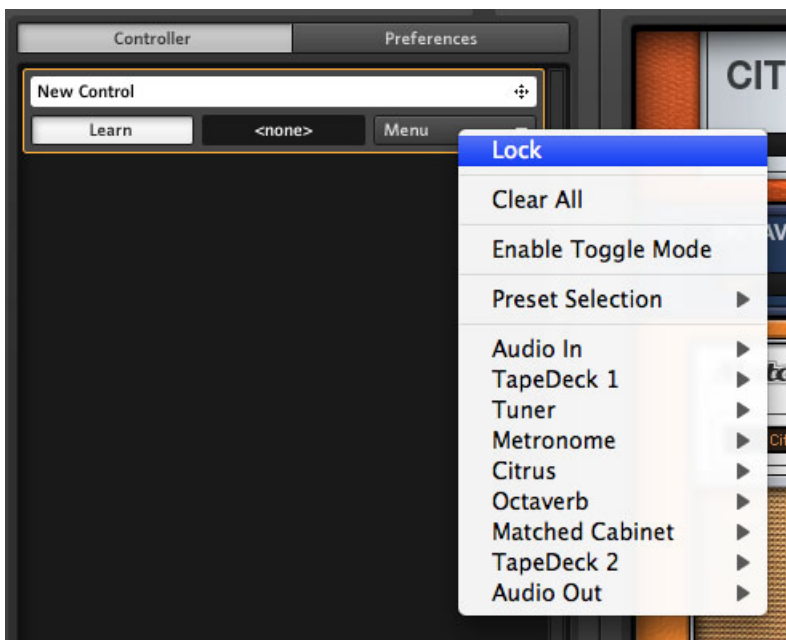 Controller
Preferences
CIT
New Control
Learn
<none>
Menu
Lock
Clear All
Enable Toggle Mode
Preset Selection
Audio In
TapeDeck 1
Tuner
Metronome
Citrus
Octaverb
Matched Cabinet
TapeDeck 2
Audio Out